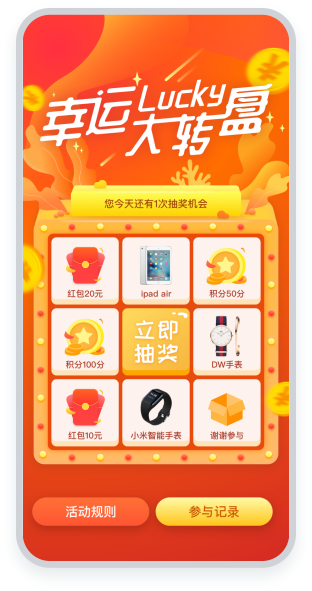 幸运Lucky大转盘
您今天还有1次抽奖机会
红包20元
ipad air
积分50分
积分100分
立即
抽奖
DW手表
红包10元
小米智能手表
谢谢参与
活动规则
参与记录